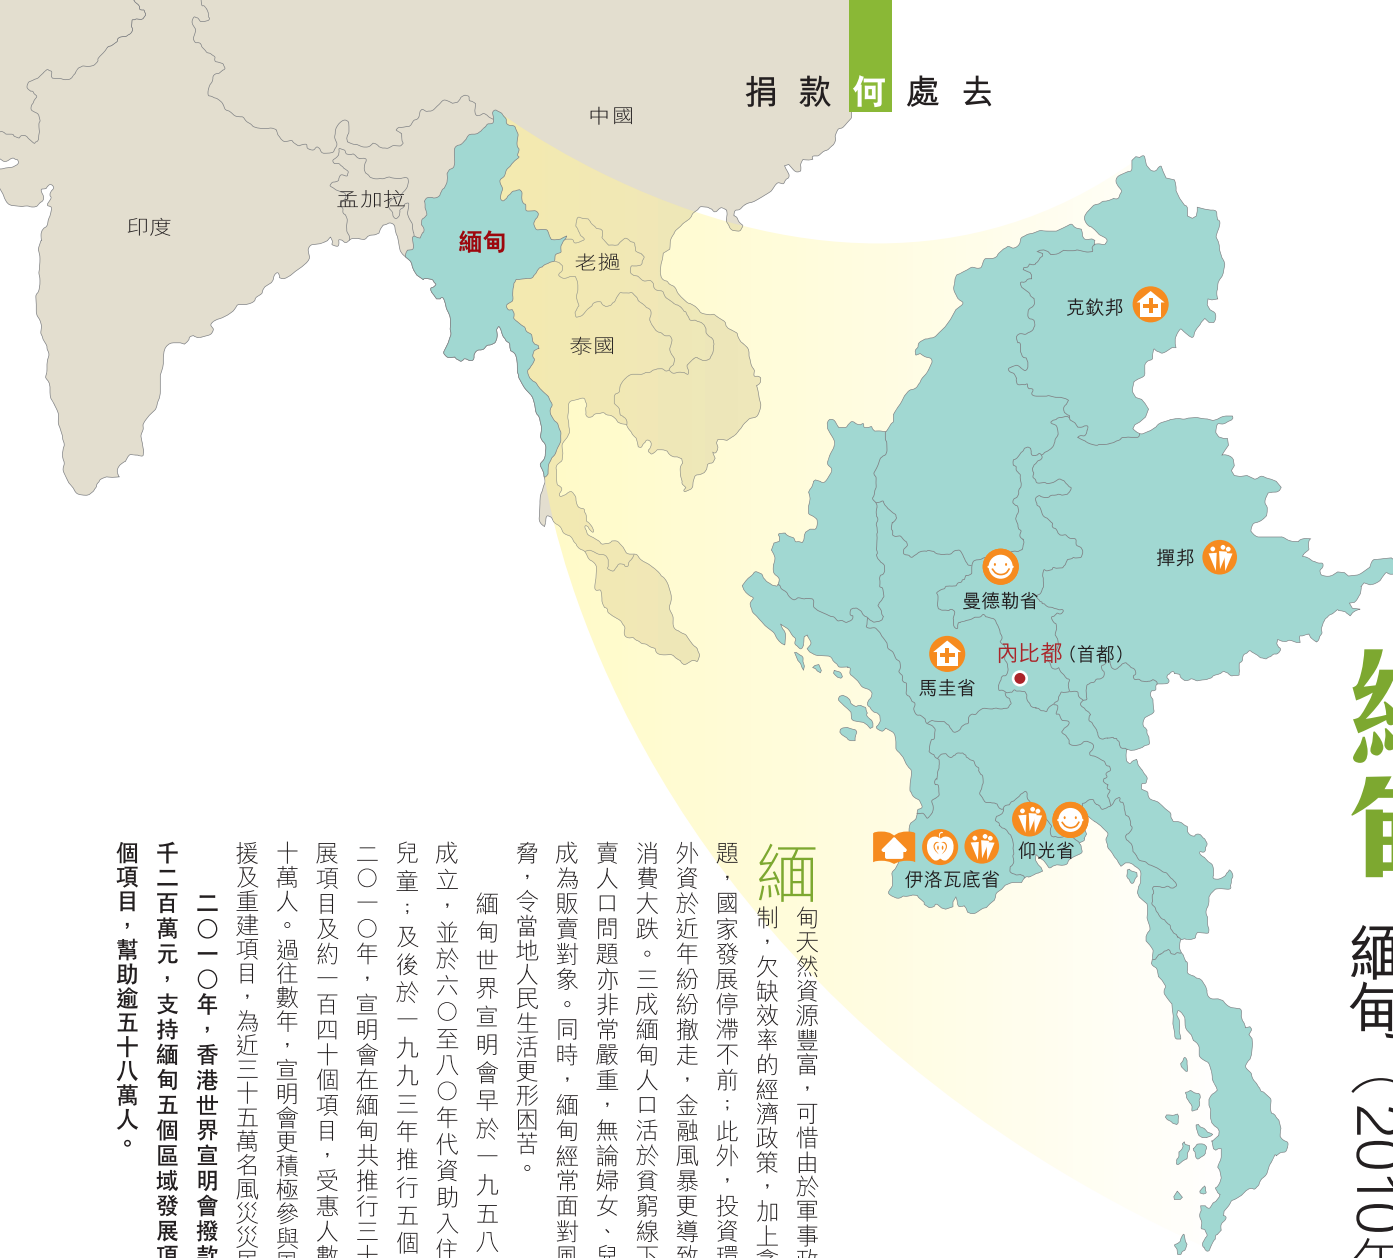 捐款何處去
中國
孟加拉
印度
緬甸
老撾
泰國
克欽邦
撣邦
曼德勒省
內比都(首都)
馬圭省
仰光省
伊洛瓦底省
緬甸
緬甸(2010年
緬甸天然資源豐富,可惜由於軍事政
制,欠缺效率的經濟政策,加上貪
題,國家發展停滯不前;此外,投資環
外資於近年紛紛撤走,金融風暴更導致
消費大跌。三成緬甸人口活於貧窮線下
賣人口問題亦非常嚴重,無論婦女、兒
成為販賣對象。同時,緬甸經常面對風
脅,令當地人民生活更形困苦。
緬甸世界宣明會早於一九五八
成立,並於六〇至八〇年代資助入住
兒童;及後於一九九三年推行五個
二〇一〇年,宣明會在緬甸共推行三十
展項目及約一百四十個項目,受惠人數
十萬人。過往數年,宣明會更積極參與
援及重建項目,為近三十五萬名風災災民
二〇一〇年,香港世界宣明會撥款
千二百萬元,支持緬甸五個區域發展項
個項目,幫助逾五十八萬人。